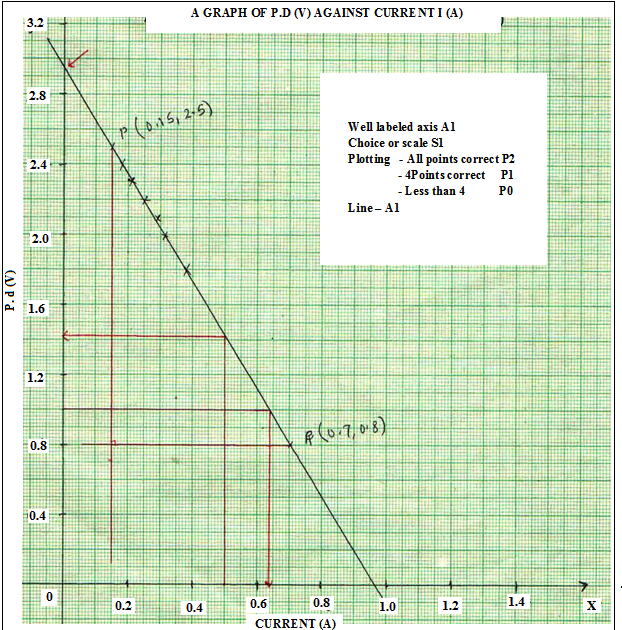 A GRAPH OF P.D (V) AGAINST CURRENT I (A)
3.2
P (0.15, 2.5)
2.8
Well labeled axis A1
Choice or scale S1
Plotting - All points correct P2
- 4Points correct P1
- Less than 4 P0
Line – A1
2.4
2.0
P. d (V)
1.6
1.2
(0.7, 0.8)
0.8
0.4
0
0.2
0.4
0.6
0.8
1.0
1.2
1.4
X
CURRENT (A)